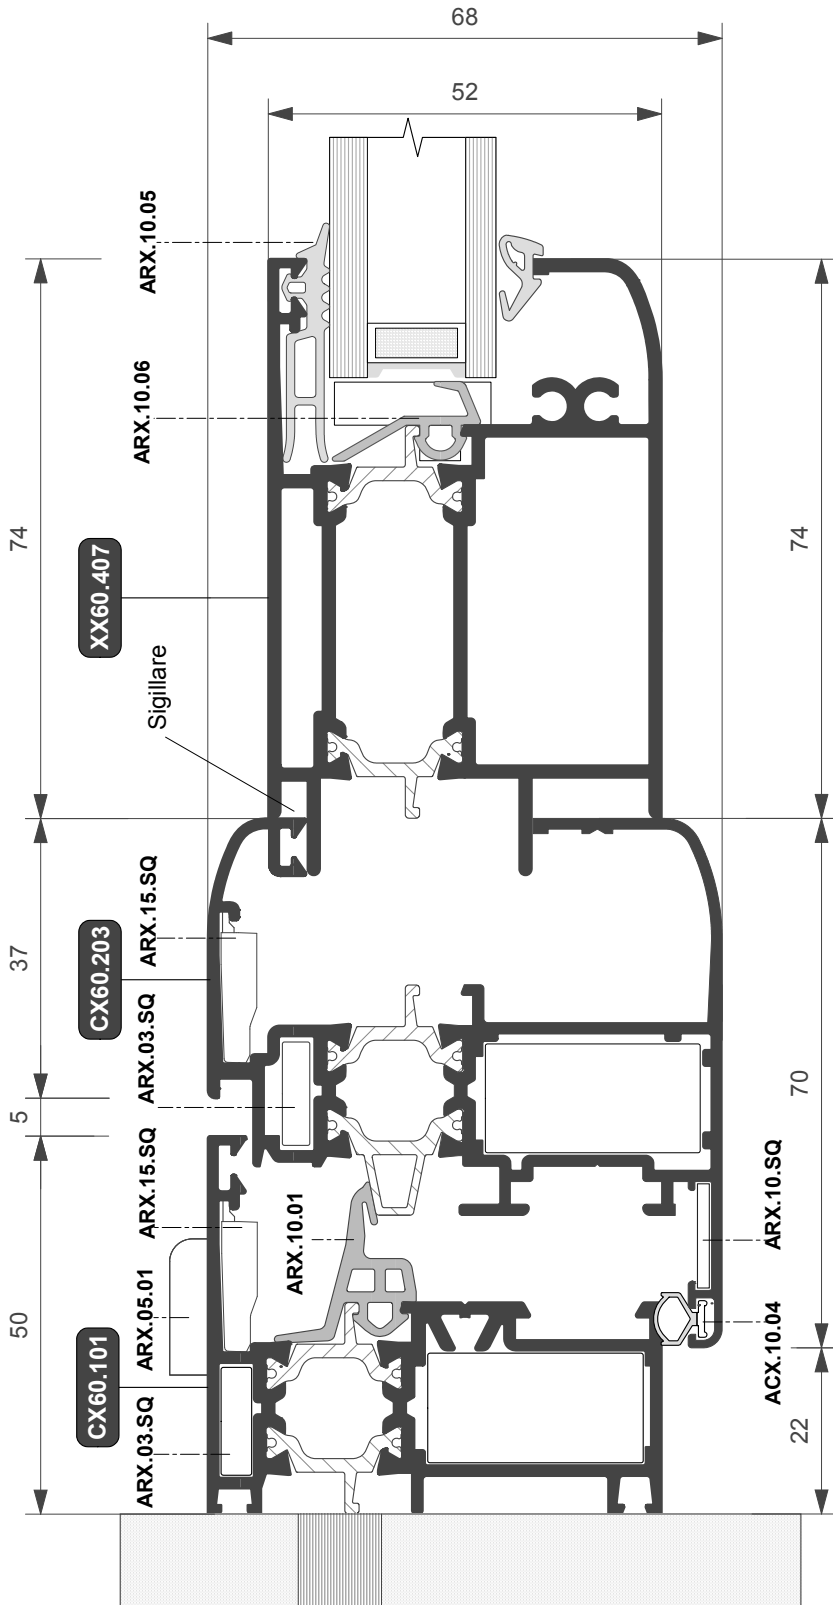 68
52
ARX.10.05
ARX.10.06
74
XX60.407
74
Sigillare
ARX.15.SQ
37
CX60.203
ARX.03.SQ
5
70
ARX.15.SQ
ARX.10.01
ARX.10.SQ
ARX.05.01
50
CX60.101
ACX.10.04
ARX.03.SQ
22